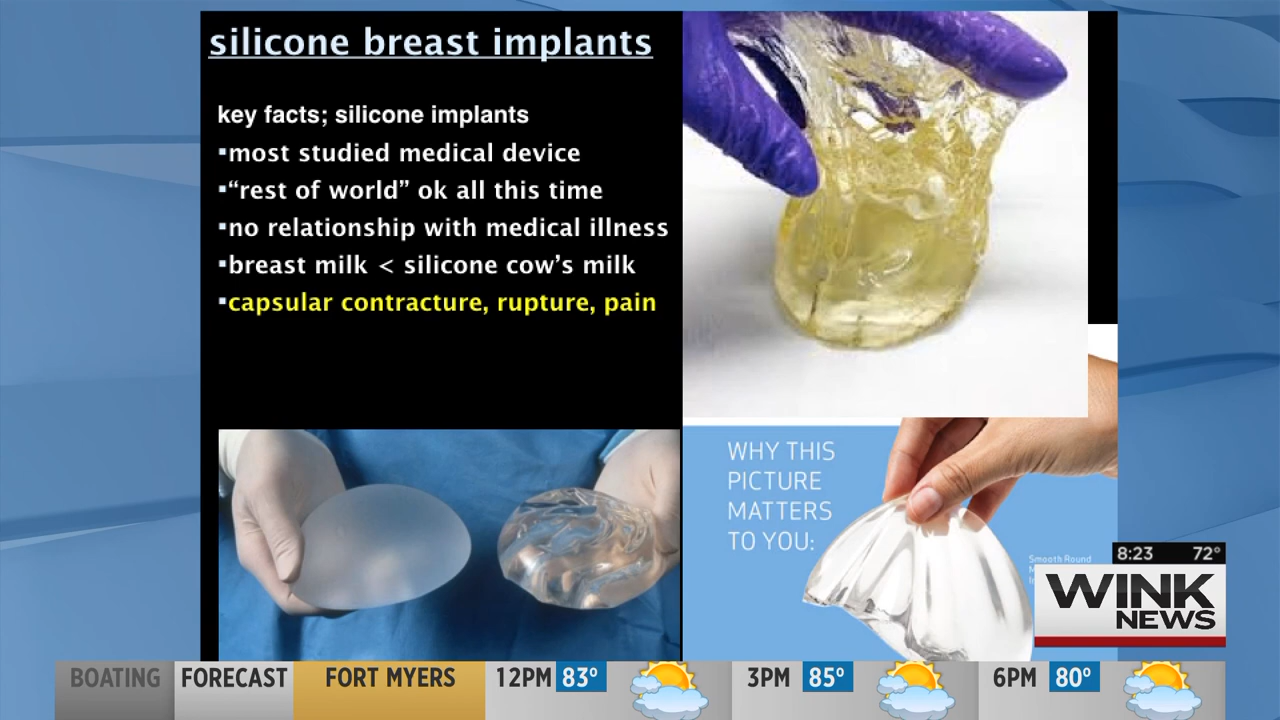 silicone breast implants
key facts; silicone implants
▪most studied medical device
▪“rest of world” ok all this time
▪no relationship with medical illness
▪breast milk < silicone cow’s milk
▪capsular contracture, rupture, pain
WHY THIS
PICTURE
MATTERS
TO YOU:
Smooth Round
8:23 72°
WINK
NEWS
BOATING FORECAST FORT MYERS 12PM 83° 3PM 85° 6PM 80°